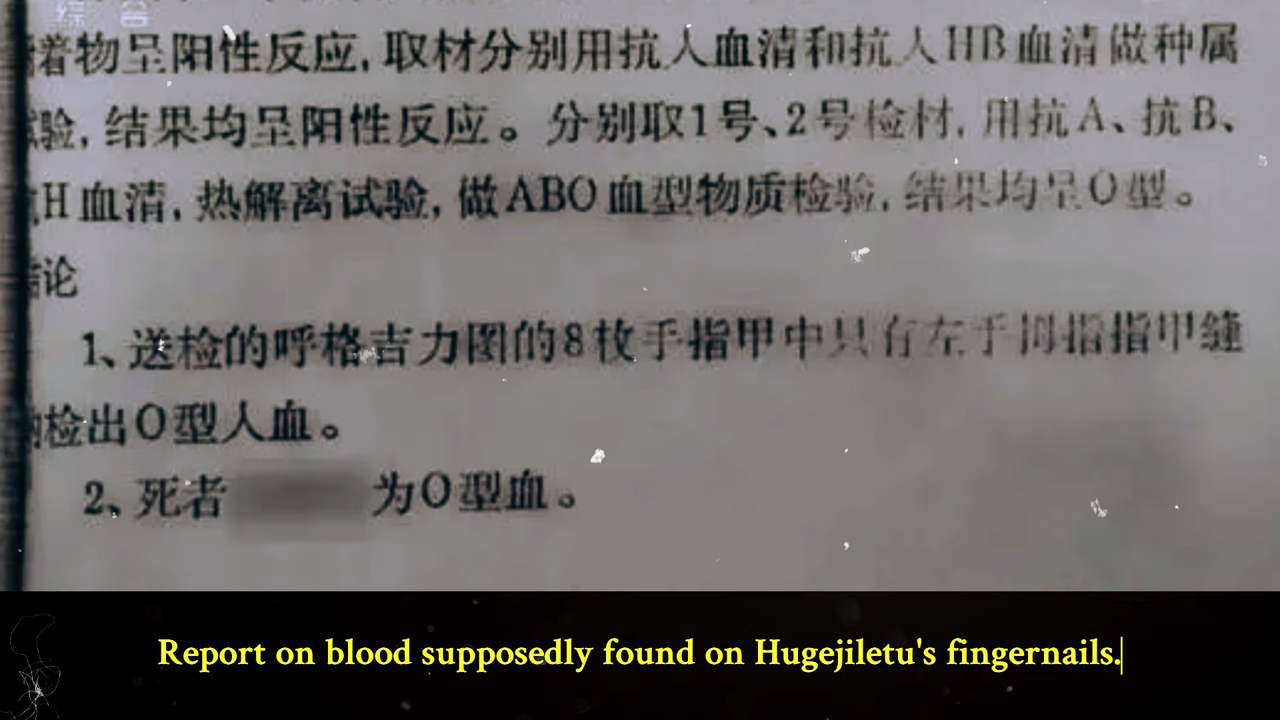 综合
着物呈阳性反应,取材分别用抗人血清和抗人HB血清做种属
验,结果均呈阳性反应。分别取1号、2号检材,用抗A、抗B、
H血清,热解离试验,做ABO血型物质检验,结果均呈O型。
论
1、送检的呼格吉力图的8枚手指甲中只有左手拇指指甲缝
检出O型人血。
2、死者 为O型血。
Report on blood supposedly found on Hugejiletu's fingernails.